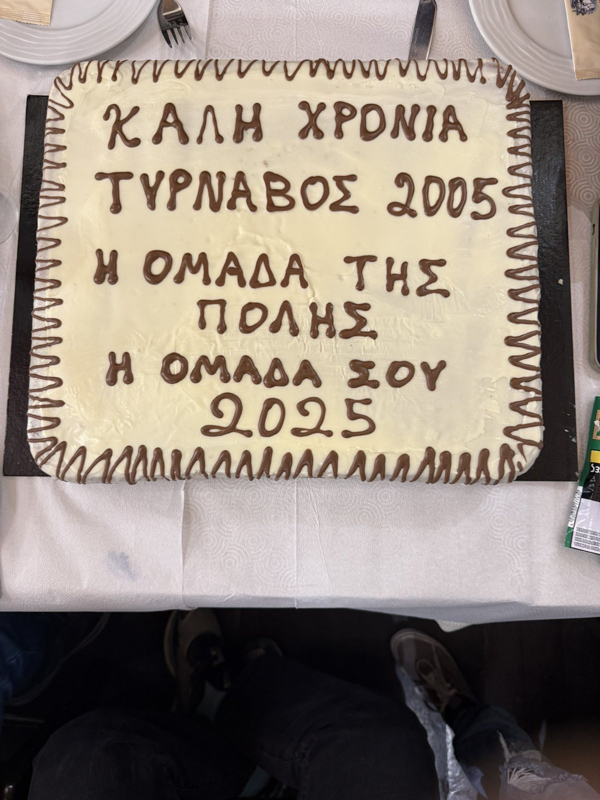 ΚΑΛΗ ΧΡΟΝΙΑ
ΤΥΡΝΑΒΟΣ 2005
Η ΟΜΑΔΑ ΤΗΣ
ΠΟΛΗΣ
Η ΟΜΑΔΑ ΣΟΥ
2025